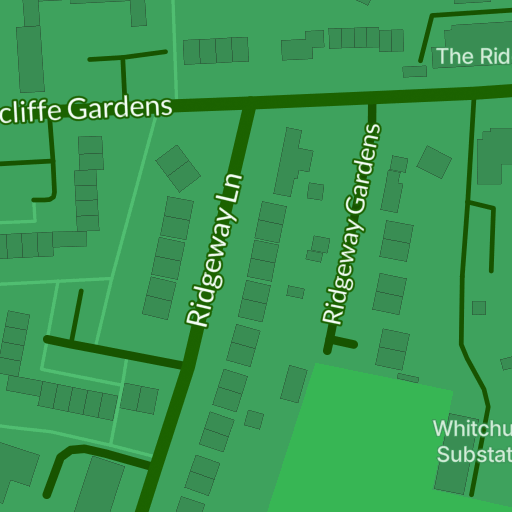 The Rid
cliffe Gardens
Ridgeway Ln
Ridgeway Gardens
Whitchu
Substat